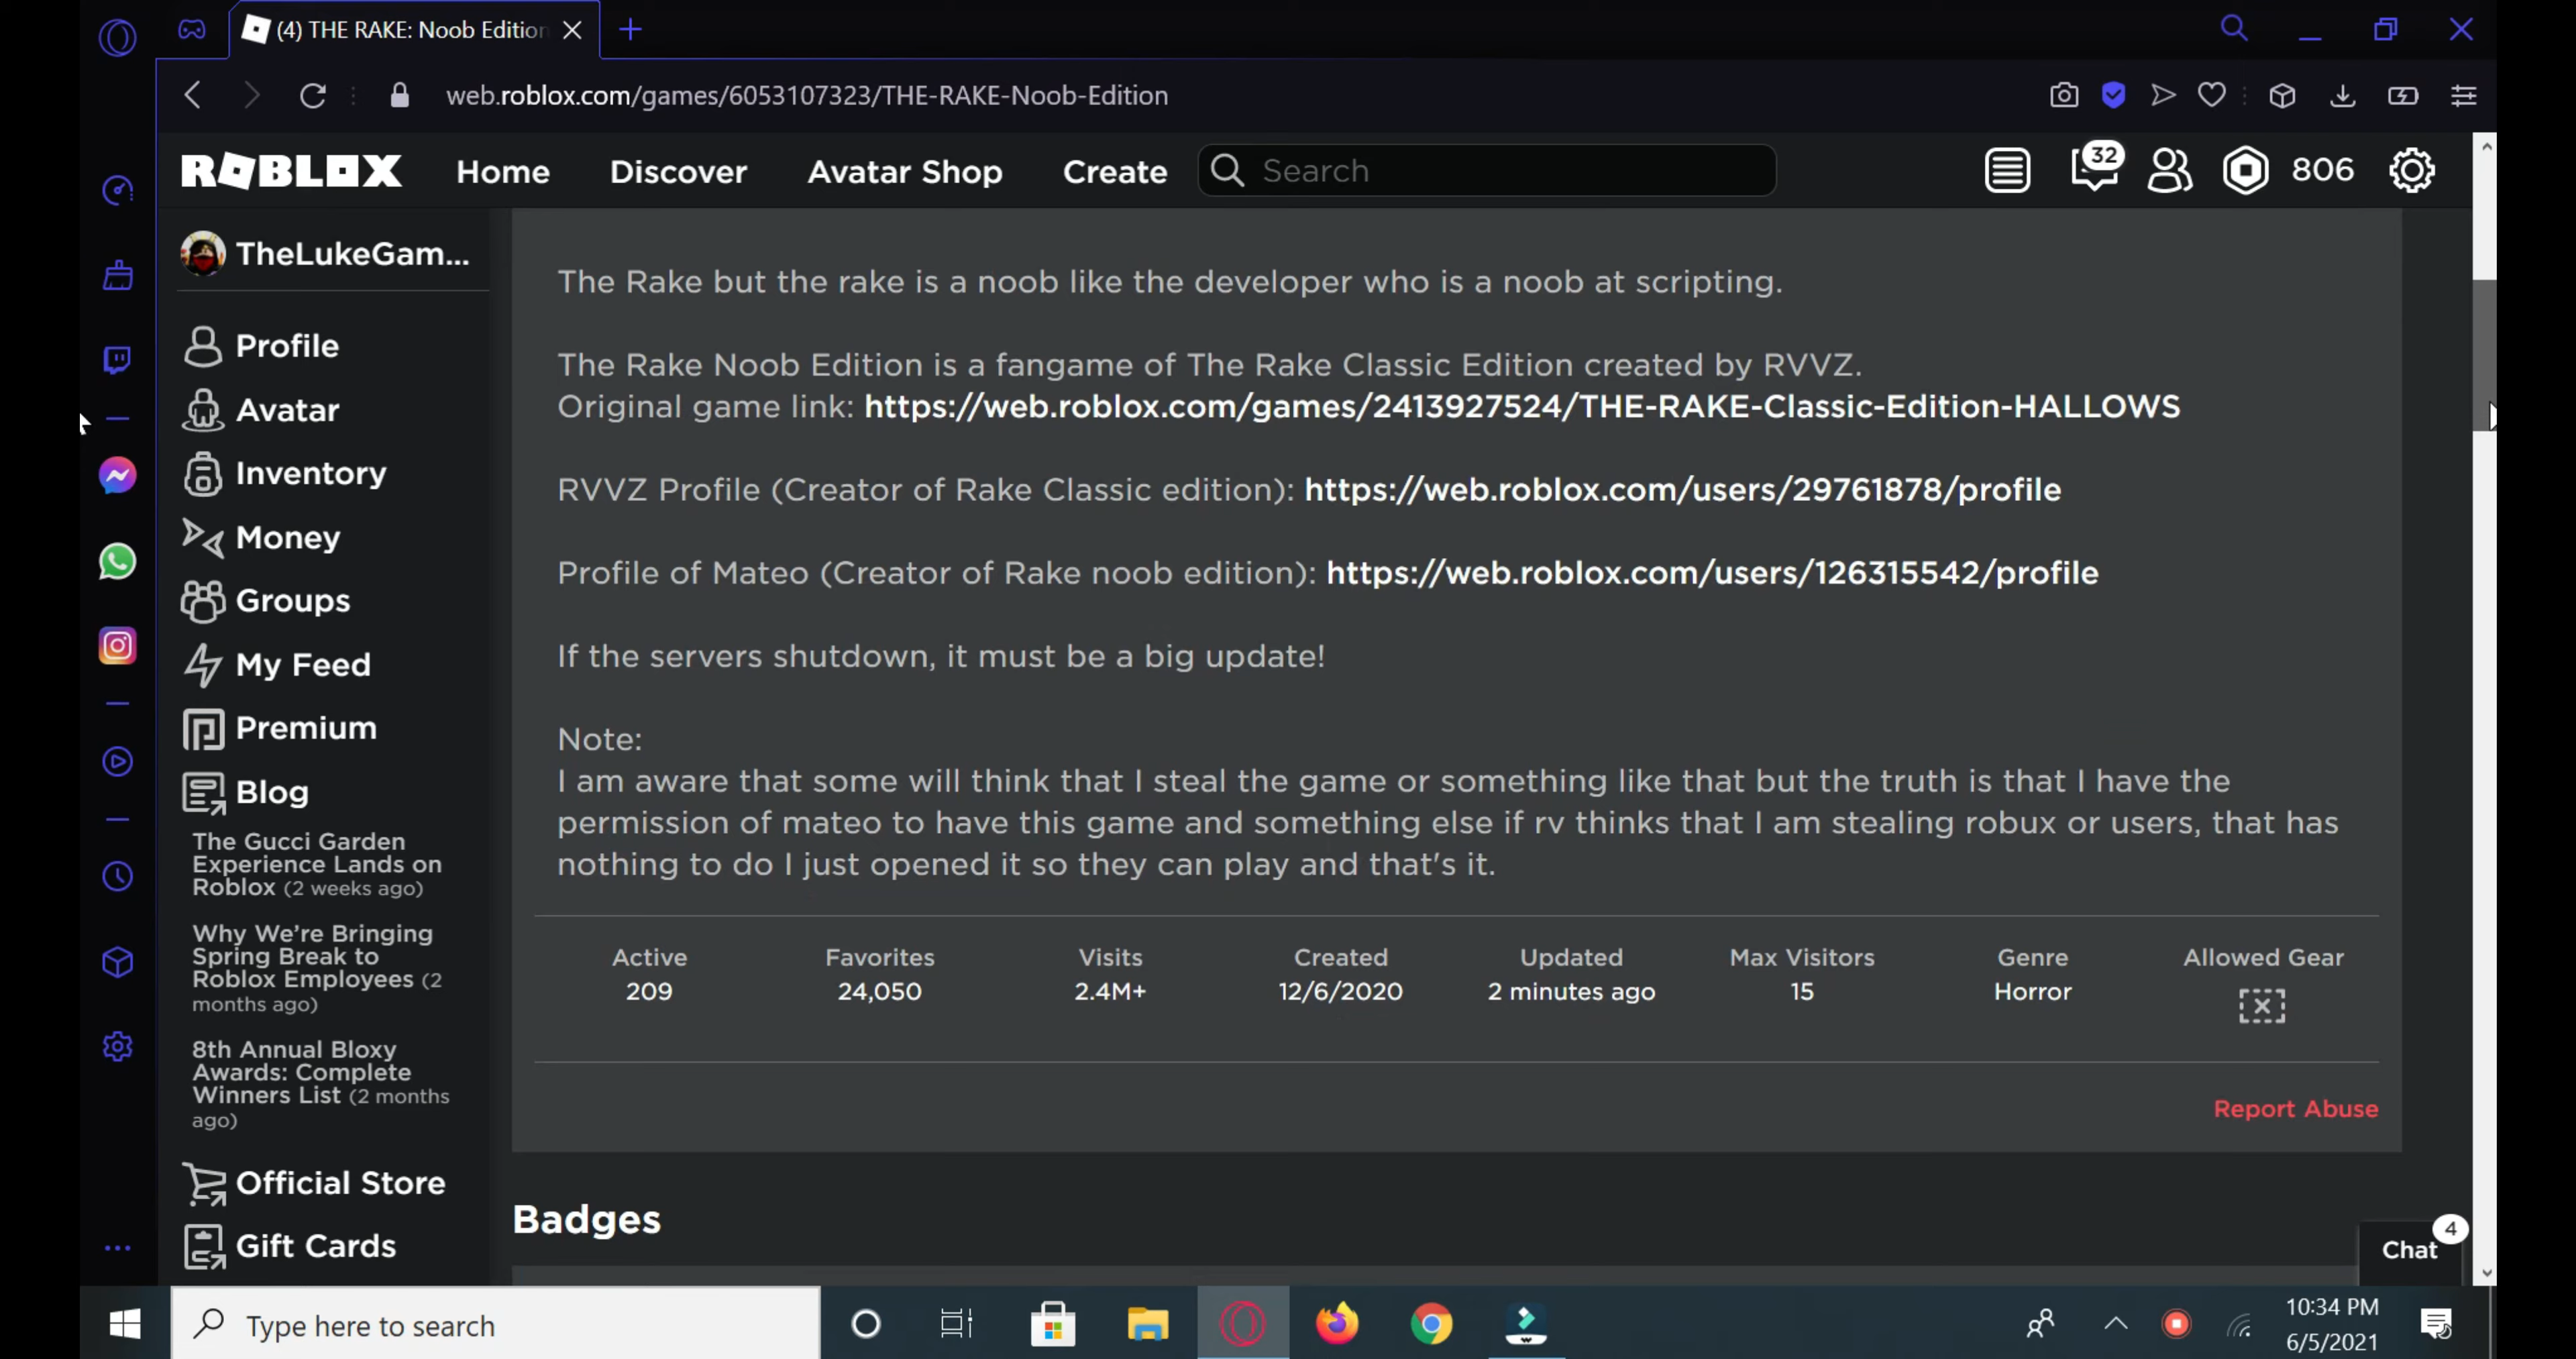 (4) THE RAKE: Noob Edition
web.roblox.com/games/6053107323/THE-RAKE-Noob-Edition
ROBLOX
Home
Discover
Avatar Shop
Create
Search
32
806
TheLukeGam...
Profile
Avatar
Inventory
Money
Groups
My Feed
Premium
Blog
The Gucci Garden
Experience Lands on
Roblox (2 weeks ago)
Why We're Bringing
Spring Break to
Roblox Employees (2
months ago)
8th Annual Bloxy
Awards: Complete
Winners List (2 months
ago)
Official Store
Gift Cards
The Rake but the rake is a noob like the developer who is a noob at scripting.
The Rake Noob Edition is a fangame of The Rake Classic Edition created by RVVZ.
Original game link: https://web.roblox.com/games/2413927524/THE-RAKE-Classic-Edition-HALLOWS
RVVZ Profile (Creator of Rake Classic edition): https://web.roblox.com/users/29761878/profile
Profile of Mateo (Creator of Rake noob edition): https://web.roblox.com/users/126315542/profile
If the servers shutdown, it must be a big update!
Note:
I am aware that some will think that I steal the game or something like that but the truth is that I have the
permission of mateo to have this game and something else if rv thinks that I am stealing robux or users, that has
nothing to do I just opened it so they can play and that's it.
Active
209
Favorites
24,050
Visits
2.4M+
Created
12/6/2020
Updated
2 minutes ago
Max Visitors
15
Genre
Horror
Allowed Gear
Report Abuse
Badges
Chat
4
Type here to search
10:34 PM
6/5/2021